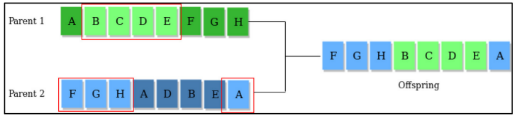 Parent 1 A B C D E F G H
F G H B C D E A
Offspring
Parent 2 F G H A D B E A